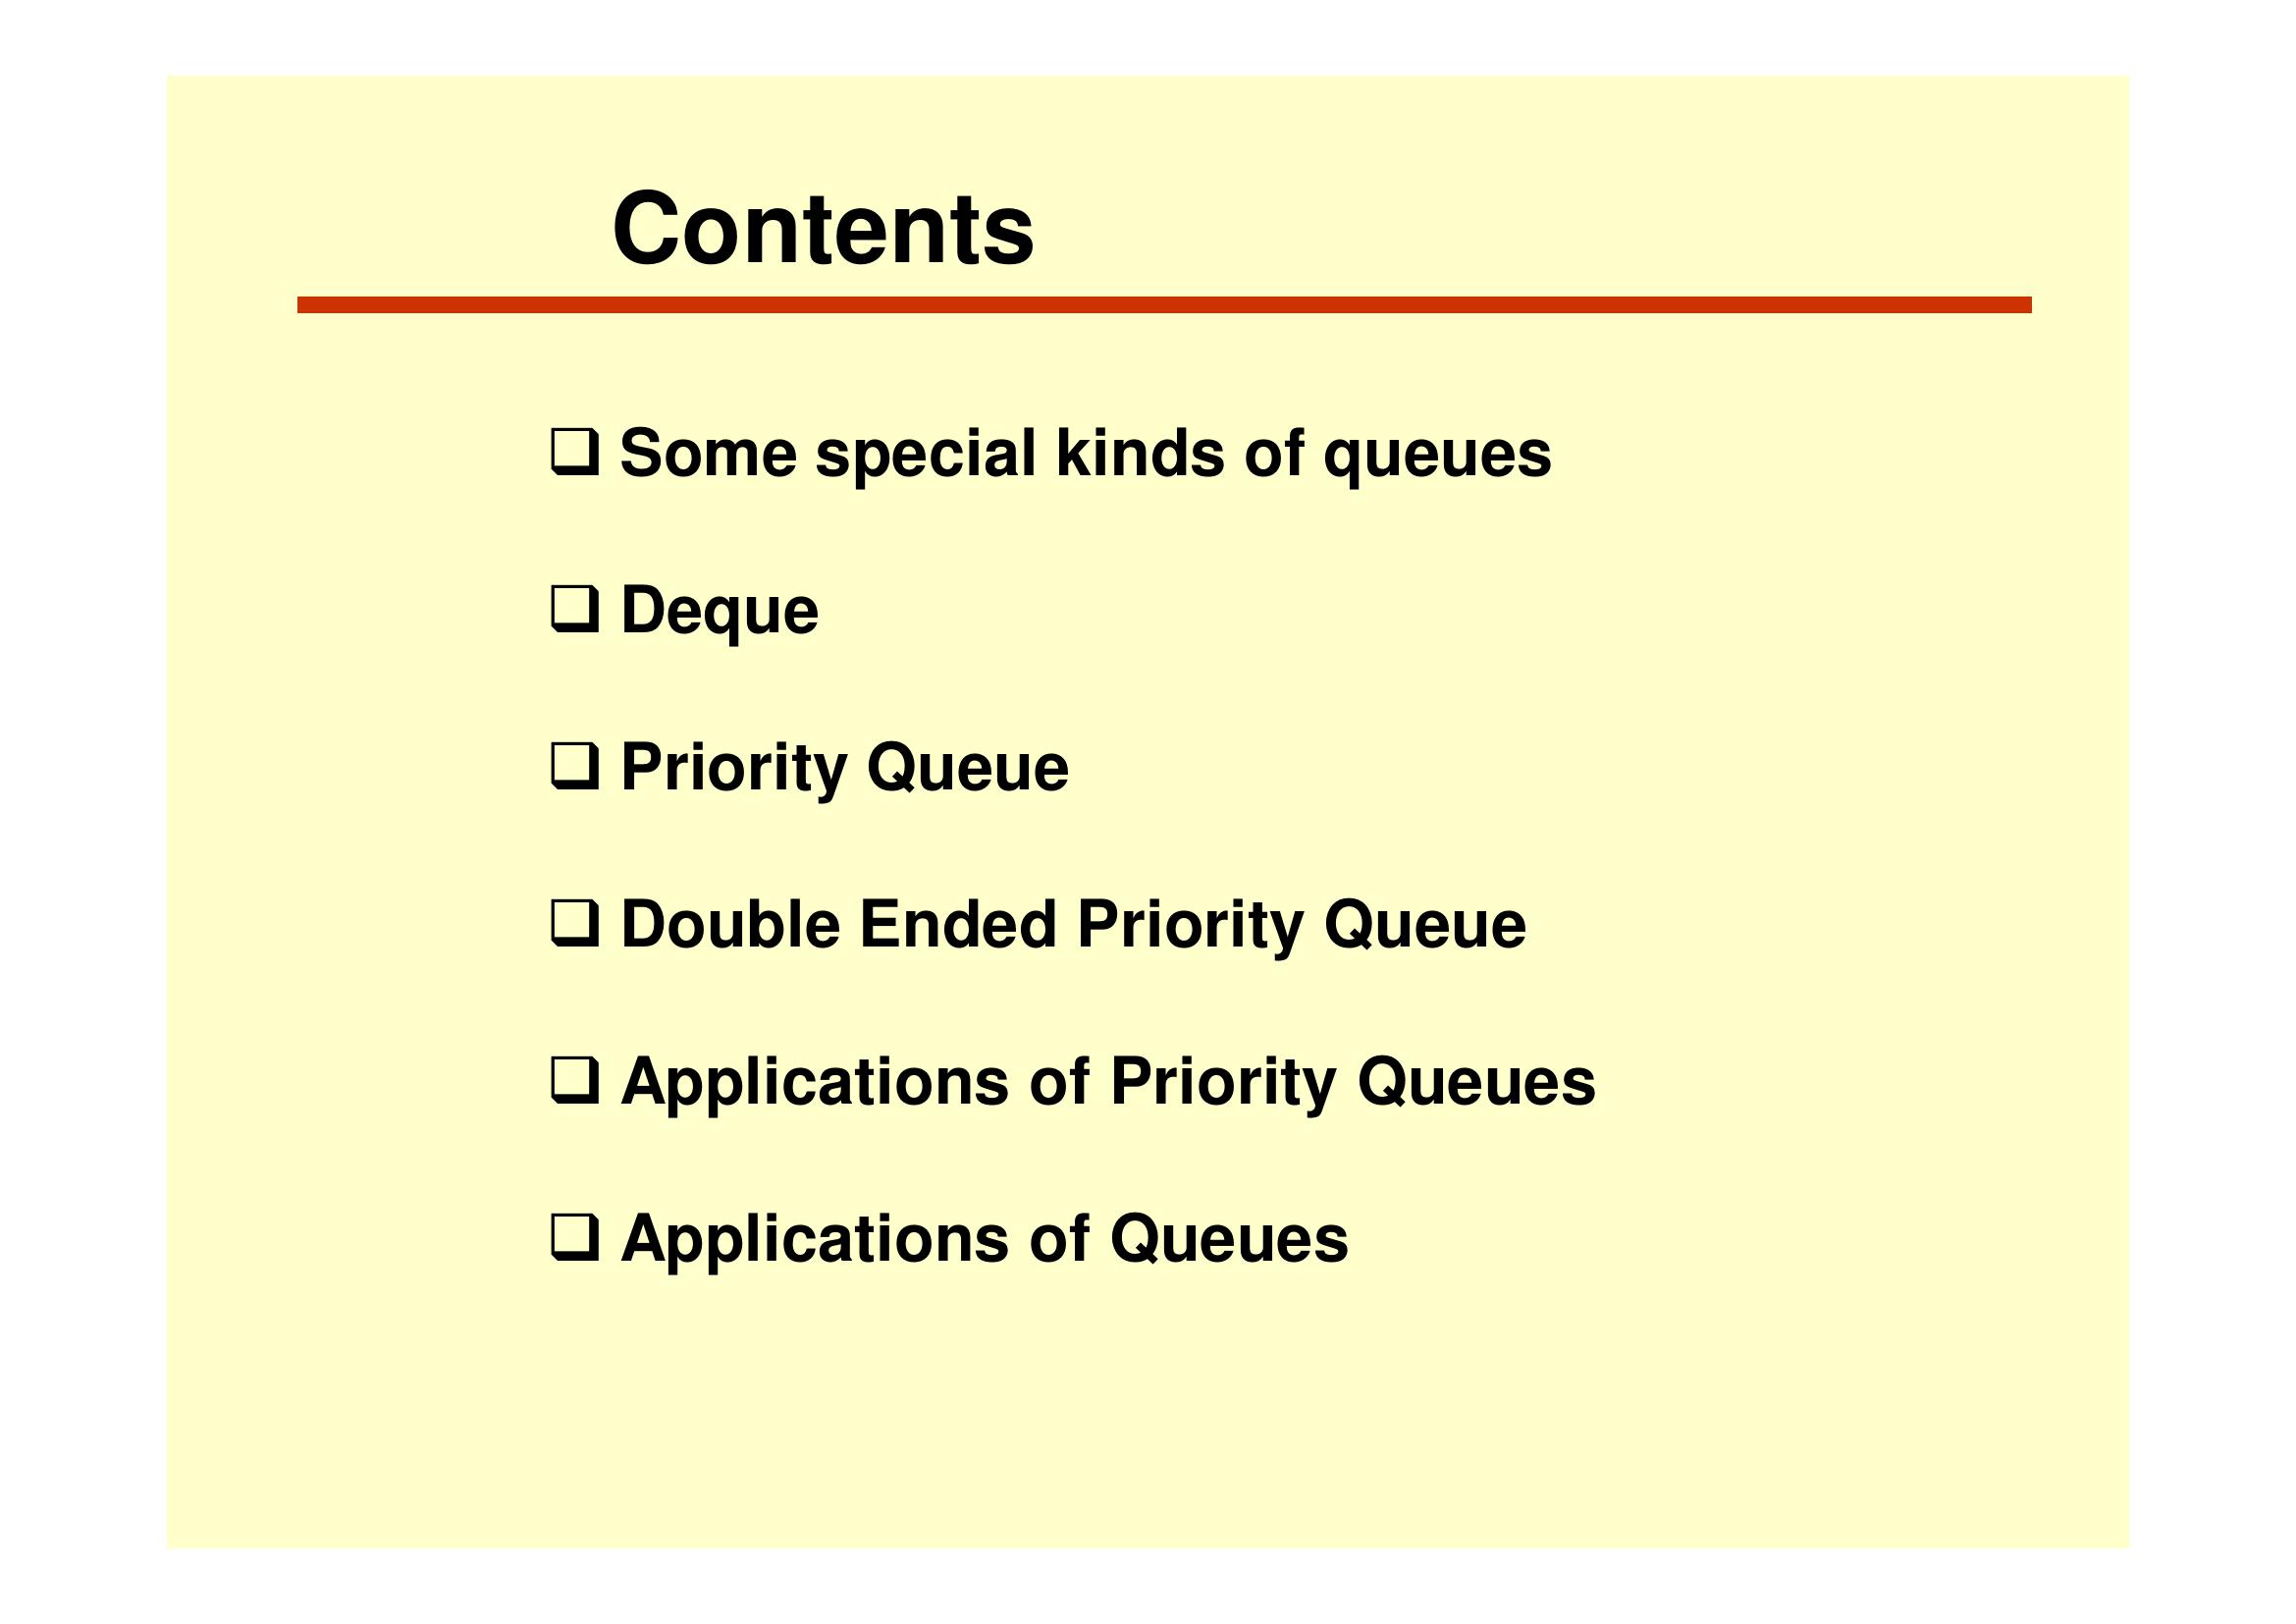 Contents
❑ Some special kinds of queues
❑ Deque
❑ Priority Queue
❑ Double Ended Priority Queue
❑ Applications of Priority Queues
❑ Applications of Queues